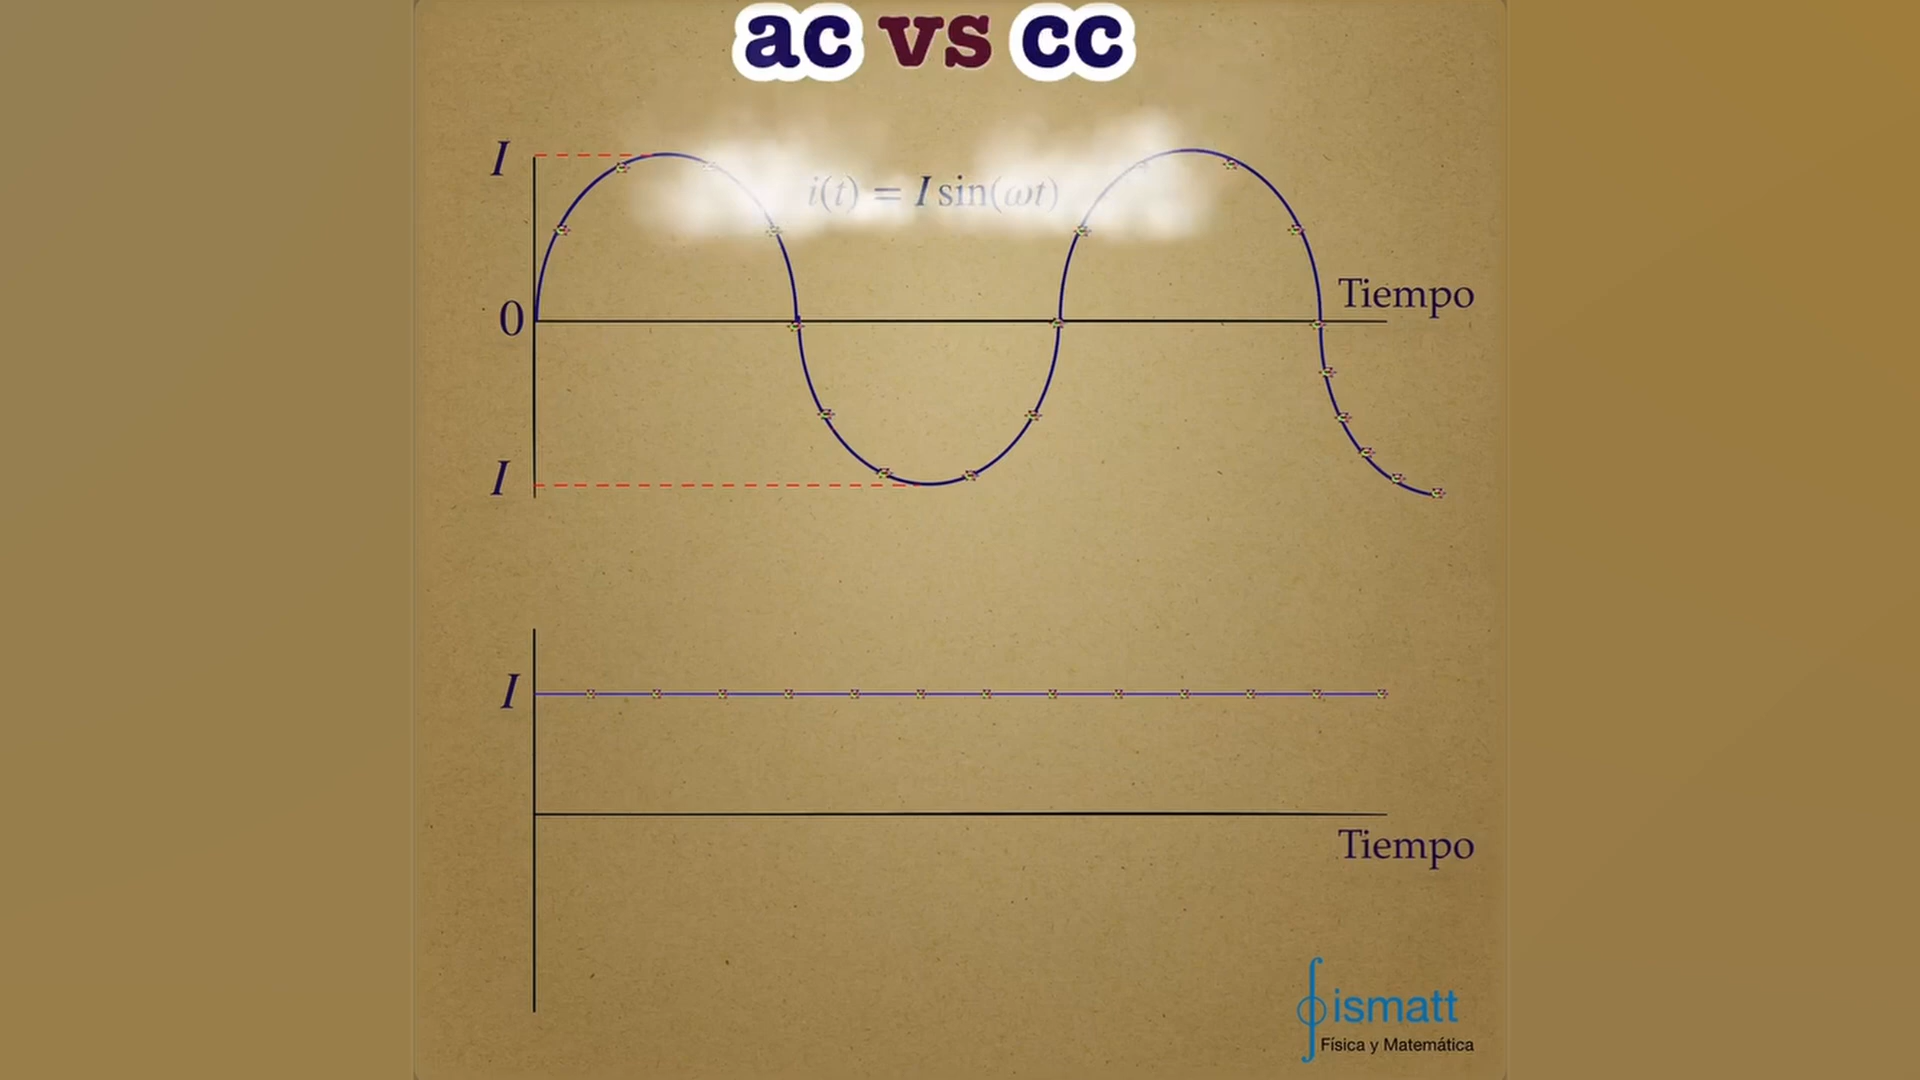 ac vs cc
I
i(t) = I sin(ωt)
Tiempo
0
I
I
Tiempo
ismatt
Física y Matemática